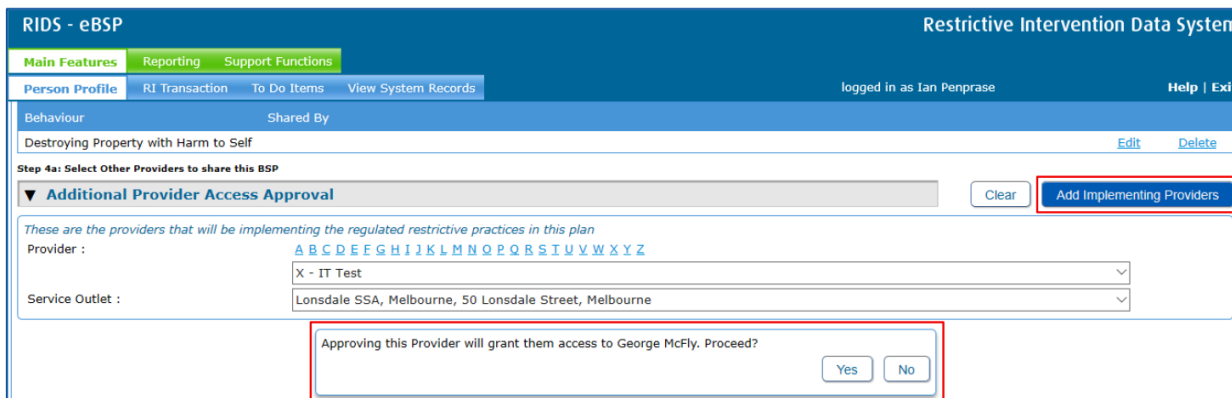 RIDS - eBSP Restrictive Intervention Data System
Main Features Reporting Support Functions
Person Profile RI Transaction To Do Items View System Records logged in as Ian Penprase Help | Exi
Behaviour Shared By
Destroying Property with Harm to Self Edit Delete
Step 4a: Select Other Providers to share this BSP
▼ Additional Provider Access Approval Clear Add Implementing Providers
These are the providers that will be implementing the regulated restrictive practices in this plan
Provider : A B C D E F G H I J K L M N O P Q R S T U V W X Y Z
X - IT Test
Service Outlet : Lonsdale SSA, Melbourne, 50 Lonsdale Street, Melbourne
Approving this Provider will grant them access to George McFly. Proceed?
Yes No